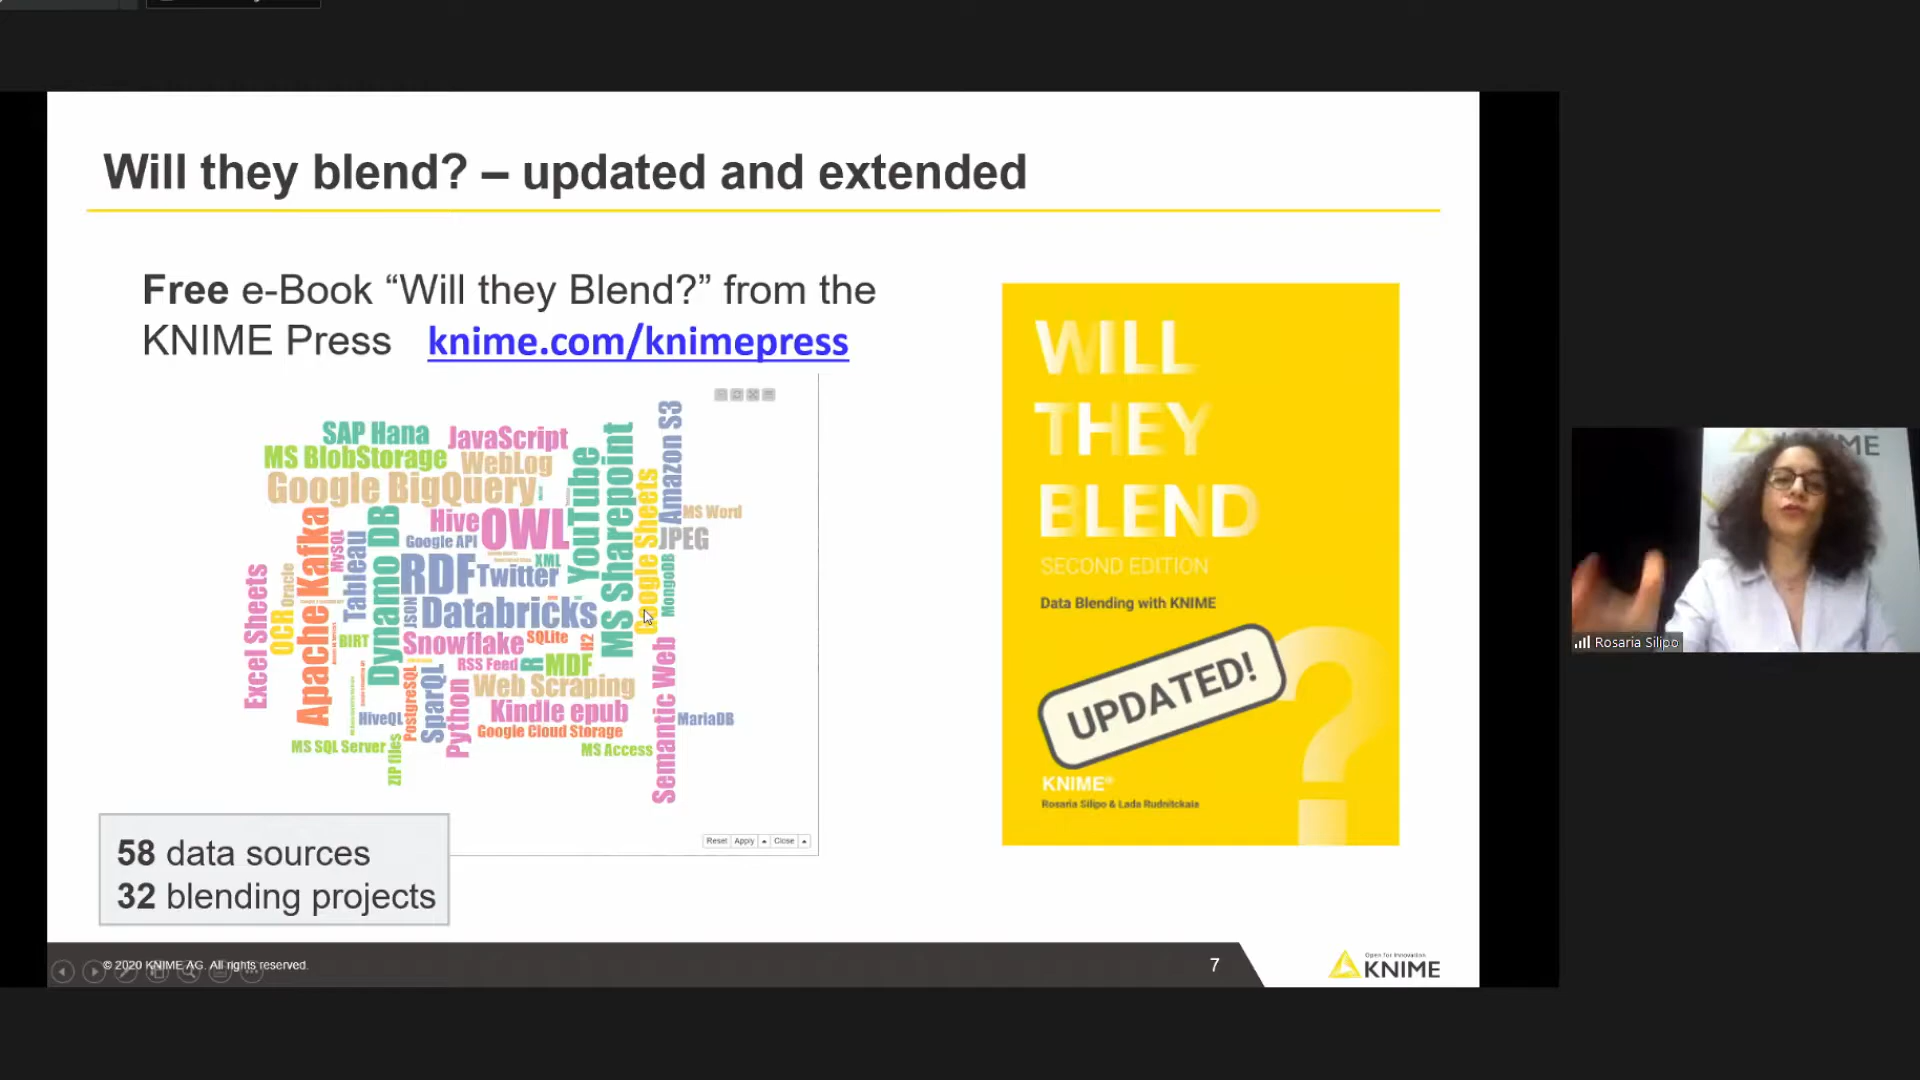 Will they blend? – updated and extended
Free e-Book “Will they Blend?” from the
KNIME Press knime.com/knimepress
SAP Hana
JavaScript
MS BlobStorage
WebLog
Google BigQuery
Hive
OWL
YouTube
MS Sharepoint
Google Sheets
Amazon S3
MS Word
JPEG
MongoDB
Google API
XML
RDF
Twitter
Databricks
Excel Sheets
OCR
Oracle
Apache Kafka
MySQL
Tableau
BIRT
Dynamo DB
JSON
Snowflake
SQLite
H2
RSS Feed
R
MDF
Web Scraping
Kindle epub
Google Cloud Storage
MS Access
Semantic Web
MariaDB
HiveQL
PostgreSQL
SparQL
Python
MS SQL Server
ZIP files
Reset Apply Close
58 data sources
32 blending projects
WILL
THEY
BLEND
SECOND EDITION
Data Blending with KNIME
UPDATED!
?
KNIME®
Rosaria Silipo & Lada Rudnitckaia
KNIME
Rosaria Silipo
© 2020 KNIME AG. All rights reserved.
7
Open for Innovation
KNIME